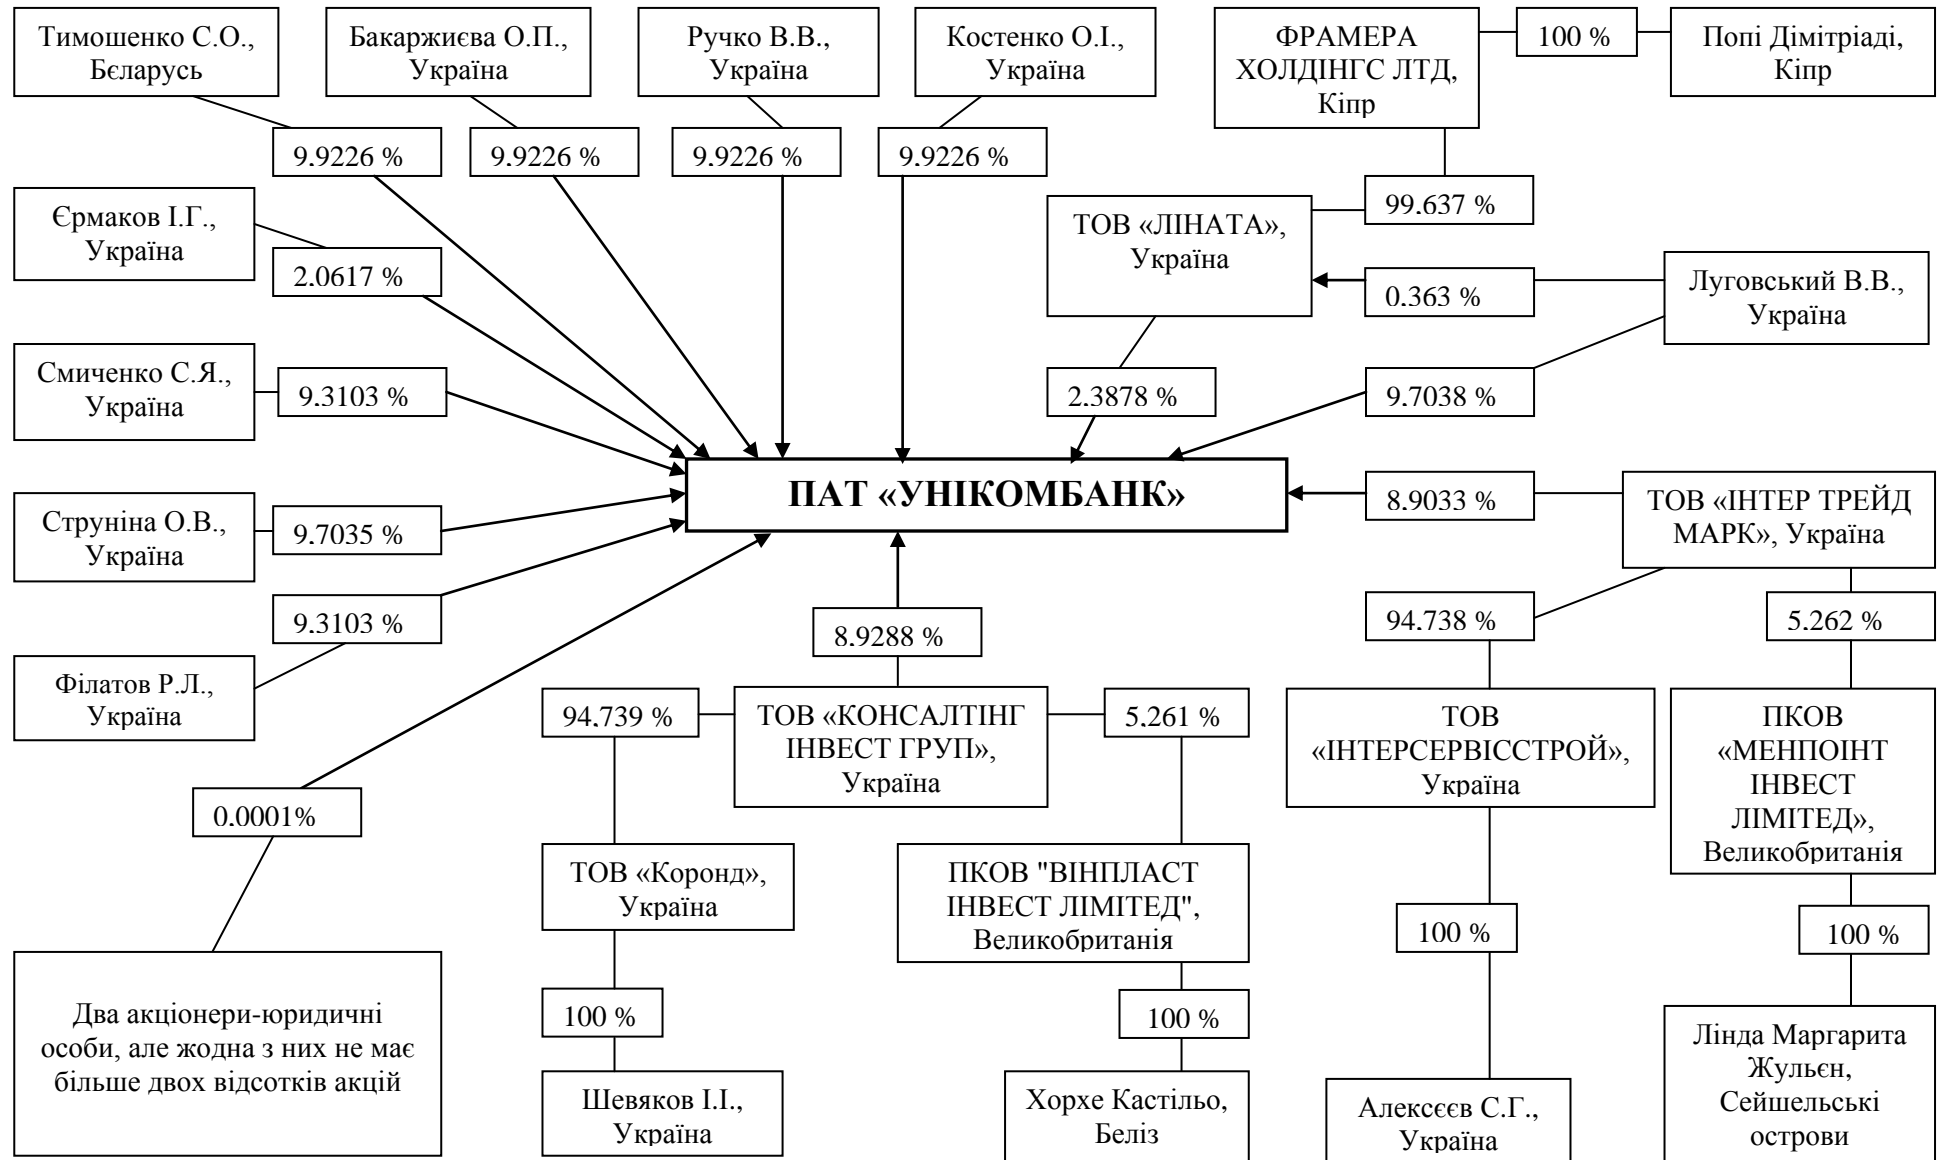 Тимошенко С.О.,
Бєларусь
Бакаржиєва О.П.,
Україна
Ручко В.В.,
Україна
Костенко О.І.,
Україна
ФРАМЕРА
ХОЛДІНГС ЛТД,
Кіпр
100 %
Попі Дімітріаді,
Кіпр
9.9226 %
9.9226 %
9.9226 %
9.9226 %
99.637 %
Єрмаков І.Г.,
Україна
2.0617 %
ТОВ «ЛІНАТА»,
Україна
0.363 %
Луговський В.В.,
Україна
Смиченко С.Я.,
Україна
9.3103 %
2.3878 %
9.7038 %
ПАТ «УНІКОМБАНК»
8.9033 %
ТОВ «ІНТЕР ТРЕЙД
МАРК», Україна
Струніна О.В.,
Україна
9.7035 %
9.3103 %
8.9288 %
94.738 %
5.262 %
Філатов Р.Л.,
Україна
94.739 %
ТОВ «КОНСАЛТІНГ
ІНВЕСТ ГРУП»,
Україна
5.261 %
ТОВ
«ІНТЕРСЕРВІССТРОЙ»,
Україна
ПКОВ
«МЕНПОІНТ
ІНВЕСТ
ЛІМІТЕД»,
Великобританія
0.0001%
ТОВ «Коронд»,
Україна
ПКОВ "ВІНПЛАСТ
ІНВЕСТ ЛІМІТЕД",
Великобританія
100 %
100 %
Два акціонери-юридичні
особи, але жодна з них не має
більше двох відсотків акцій
100 %
100 %
Шевяков І.І.,
Україна
Хорхе Кастільо,
Беліз
Алексєєв С.Г.,
Україна
Лінда Маргарита
Жульєн,
Сейшельські
острови